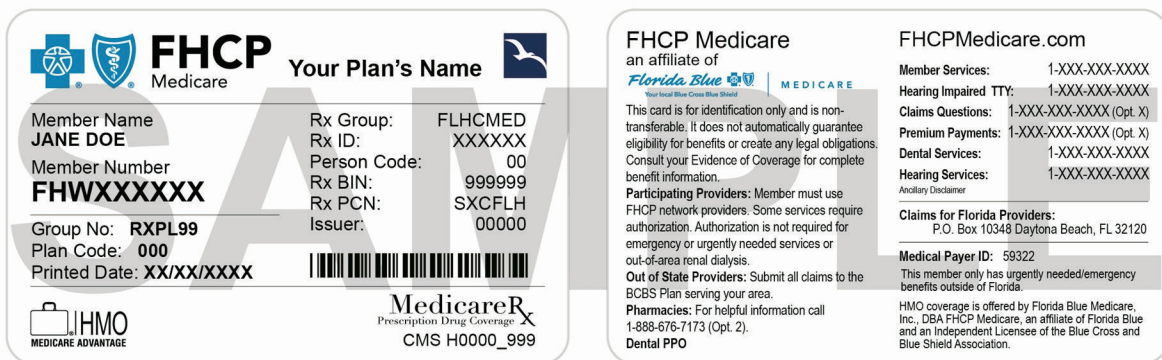 FHCP
Medicare
Your Plan's Name
Member Name
JANE DOE
Member Number
FHWXXXXXX
Group No: RXPL99
Plan Code: 000
Printed Date: XX/XX/XXXX
Rx Group: FLHCMED
Rx ID: XXXXXX
Person Code: 00
Rx BIN: 999999
Rx PCN: SXCFLH
Issuer: 00000
HMO
MEDICARE ADVANTAGE
MedicareRx
Prescription Drug Coverage
CMS H0000_999
SAMPLE
FHCP Medicare
an affiliate of
Florida Blue
MEDICARE
Your local Blue Cross Blue Shield
This card is for identification only and is non-
transferable. It does not automatically guarantee
eligibility for benefits or create any legal obligations.
Consult your Evidence of Coverage for complete
benefit information.
Participating Providers: Member must use
FHCP network providers. Some services require
authorization. Authorization is not required for
emergency or urgently needed services or
out-of-area renal dialysis.
Out of State Providers: Submit all claims to the
BCBS Plan serving your area.
Pharmacies: For helpful information call
1-888-676-7173 (Opt. 2).
Dental PPO
FHCPMedicare.com
Member Services: 1-XXX-XXX-XXXX
Hearing Impaired TTY: 1-XXX-XXX-XXXX
Claims Questions: 1-XXX-XXX-XXXX (Opt. X)
Premium Payments: 1-XXX-XXX-XXXX (Opt. X)
Dental Services: 1-XXX-XXX-XXXX
Hearing Services: 1-XXX-XXX-XXXX
Ancillary Disclaimer
Claims for Florida Providers:
P.O. Box 10348 Daytona Beach, FL 32120
Medical Payer ID: 59322
This member only has urgently needed/emergency
benefits outside of Florida.
HMO coverage is offered by Florida Blue Medicare,
Inc., DBA FHCP Medicare, an affiliate of Florida Blue
and an Independent Licensee of the Blue Cross and
Blue Shield Association.